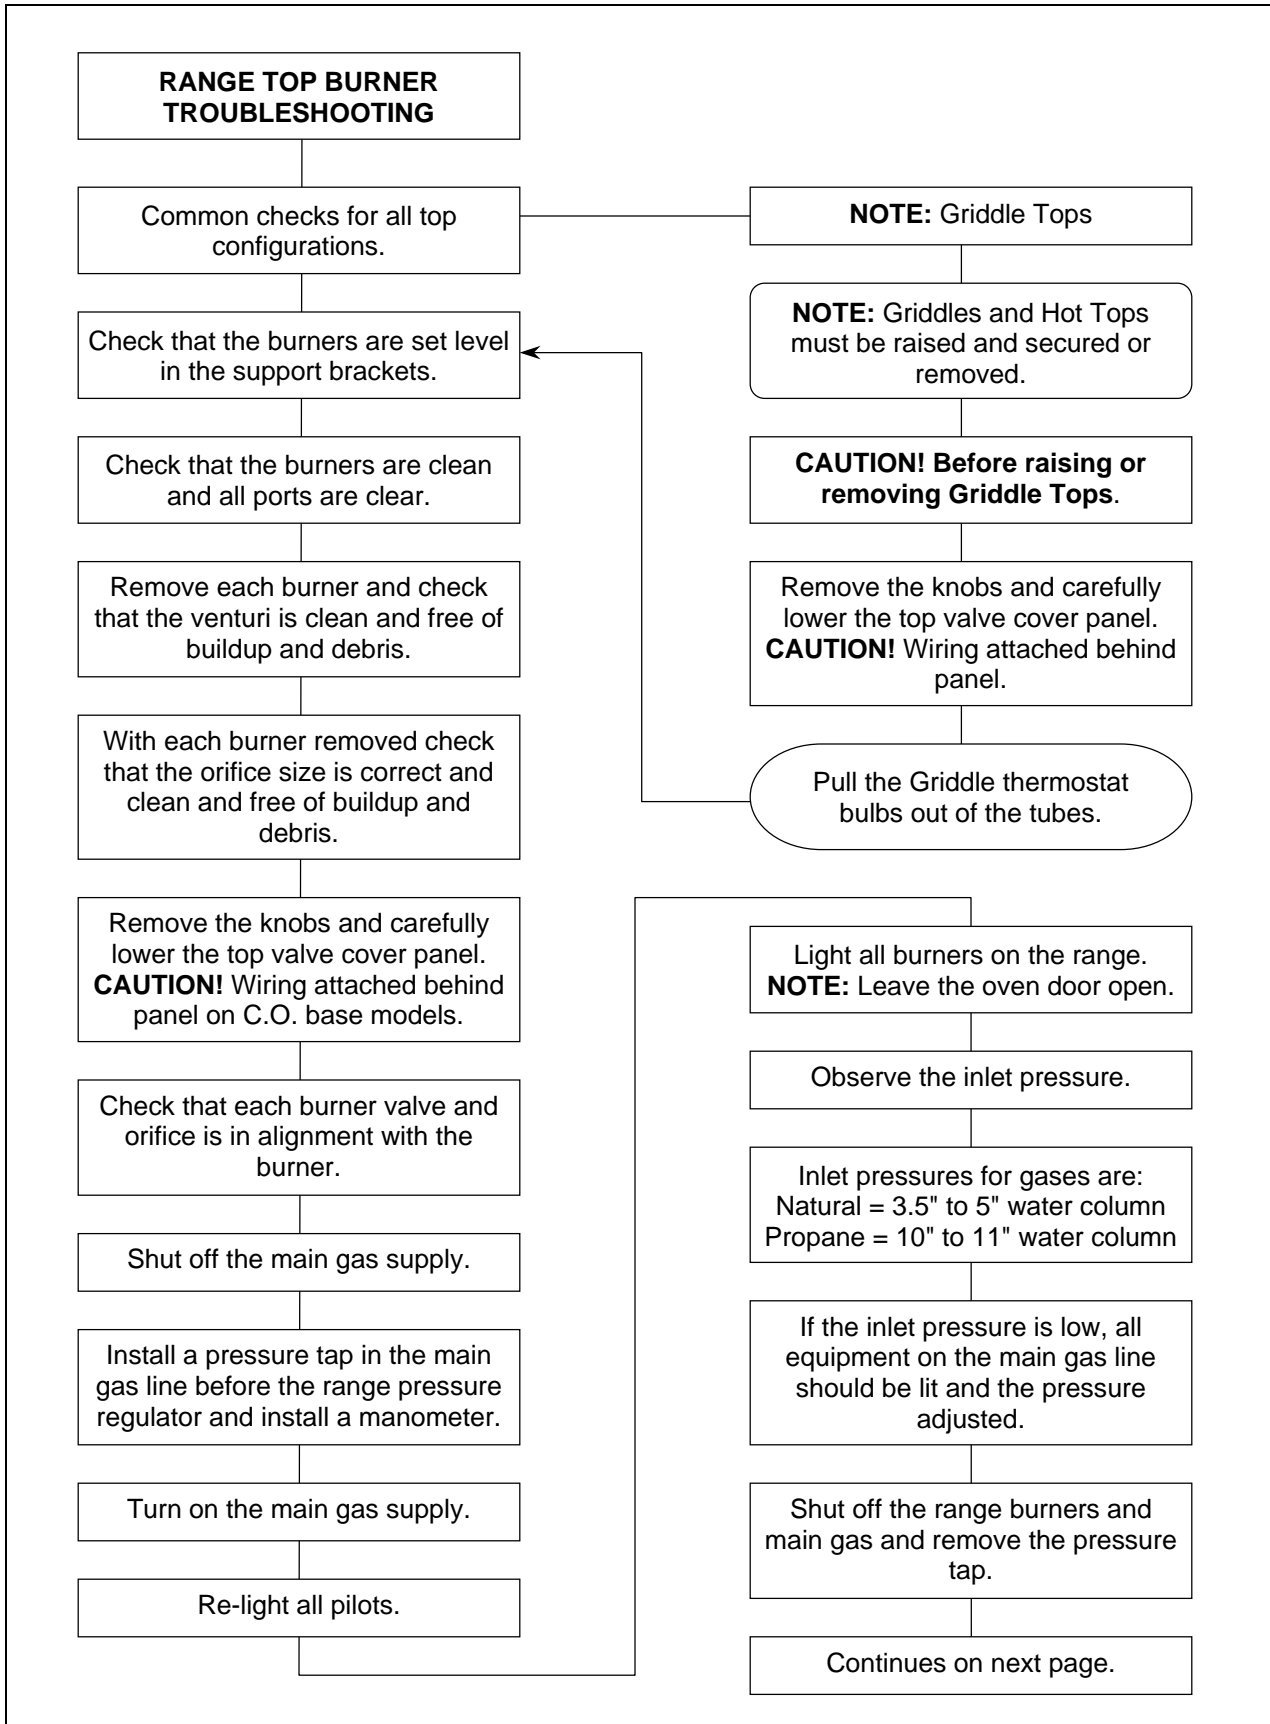 RANGE TOP BURNER
TROUBLESHOOTING
Common checks for all top
configurations.
NOTE: Griddle Tops
NOTE: Griddles and Hot Tops
must be raised and secured or
removed.
CAUTION! Before raising or
removing Griddle Tops.
Remove the knobs and carefully
lower the top valve cover panel.
CAUTION! Wiring attached behind
panel.
Pull the Griddle thermostat
bulbs out of the tubes.
Check that the burners are set level
in the support brackets.
Check that the burners are clean
and all ports are clear.
Remove each burner and check
that the venturi is clean and free of
buildup and debris.
With each burner removed check
that the orifice size is correct and
clean and free of buildup and
debris.
Remove the knobs and carefully
lower the top valve cover panel.
CAUTION! Wiring attached behind
panel on C.O. base models.
Check that each burner valve and
orifice is in alignment with the
burner.
Shut off the main gas supply.
Install a pressure tap in the main
gas line before the range pressure
regulator and install a manometer.
Turn on the main gas supply.
Re-light all pilots.
Light all burners on the range.
NOTE: Leave the oven door open.
Observe the inlet pressure.
Inlet pressures for gases are:
Natural = 3.5" to 5" water column
Propane = 10" to 11" water column
If the inlet pressure is low, all
equipment on the main gas line
should be lit and the pressure
adjusted.
Shut off the range burners and
main gas and remove the pressure
tap.
Continues on next page.